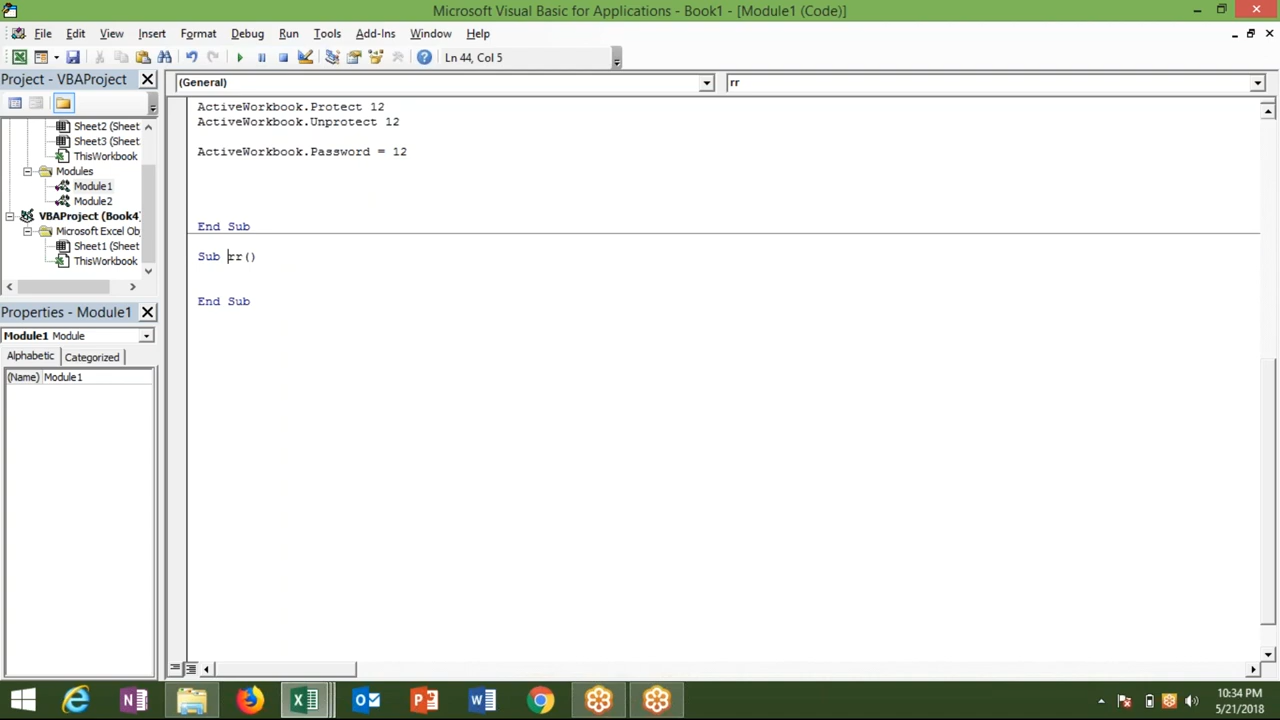 Microsoft Visual Basic for Applications - Book1 - [Module1 (Code)]
File Edit View Insert Format Debug Run Tools Add-Ins Window Help
Ln 44, Col 5
Project - VBAProject
(General)
rr
Sheet2 (Sheet
Sheet3 (Sheet
ThisWorkbook
Modules
Module1
Module2
VBAProject (Book4)
Microsoft Excel Ob
Sheet1 (Sheet
ThisWorkbook
Properties - Module1
Module1 Module
Alphabetic Categorized
(Name) Module1
ActiveWorkbook.Protect 12
ActiveWorkbook.Unprotect 12
ActiveWorkbook.Password = 12
End Sub
Sub rr()
End Sub
10:34 PM
5/21/2018